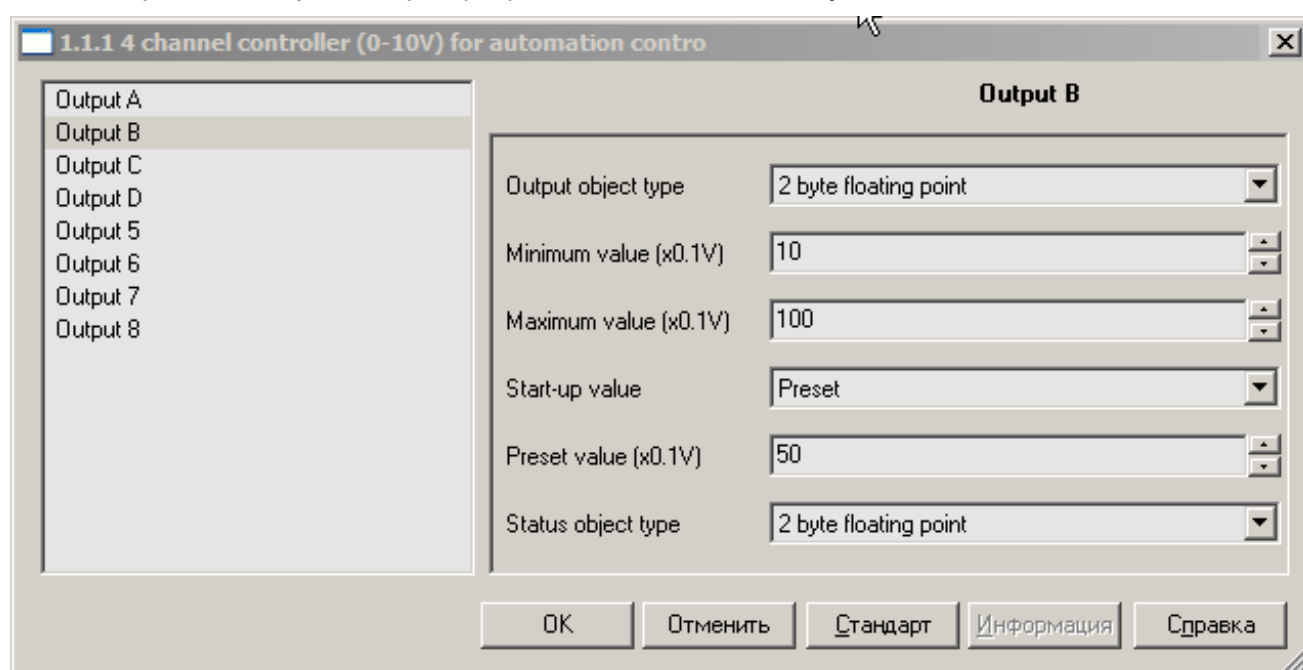 1.1.1 4 channel controller (0-10V) for automation contro
Output A
Output B
Output C
Output D
Output 5
Output 6
Output 7
Output 8
Output B
Output object type 2 byte floating point
Minimum value (x0.1V) 10
Maximum value (x0.1V) 100
Start-up value Preset
Preset value (x0.1V) 50
Status object type 2 byte floating point
OK Отменить Стандарт Информация Справка